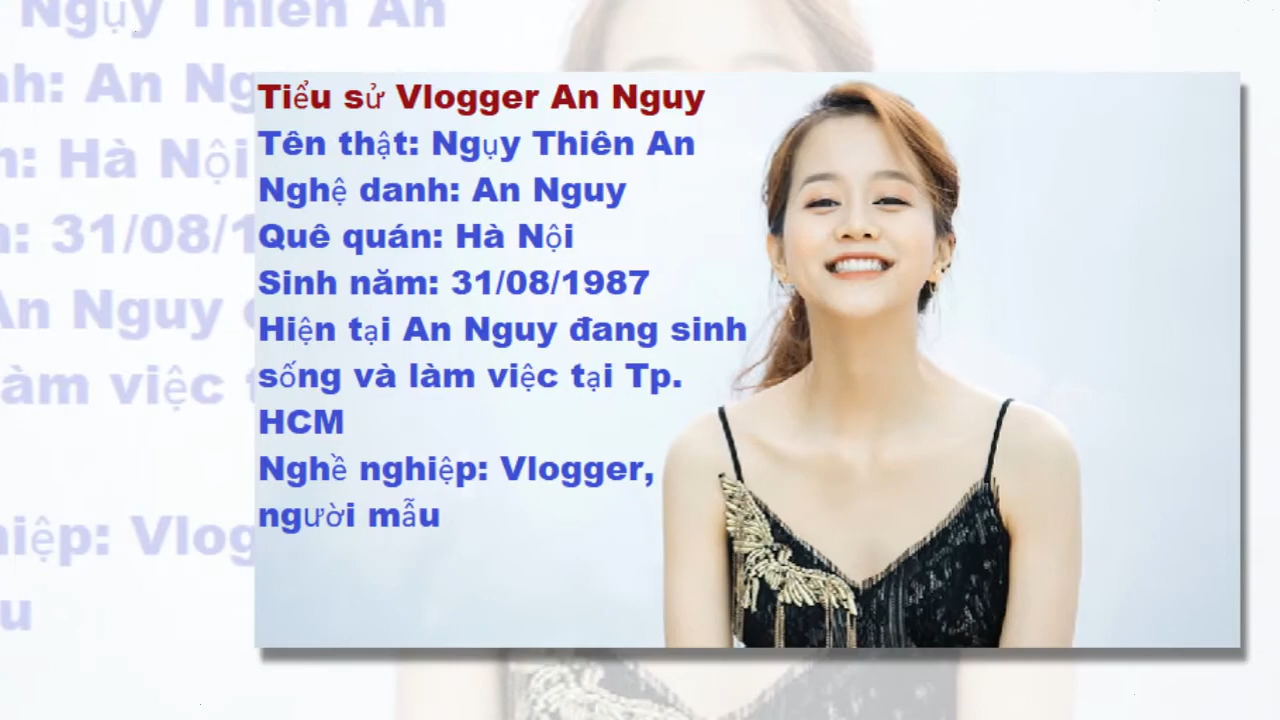 Tiểu sử Vlogger An Nguy
Tên thật: Ngụy Thiên An
Nghệ danh: An Nguy
Quê quán: Hà Nội
Sinh năm: 31/08/1987
Hiện tại An Nguy đang sinh
sống và làm việc tại Tp.
HCM
Nghề nghiệp: Vlogger,
người mẫu